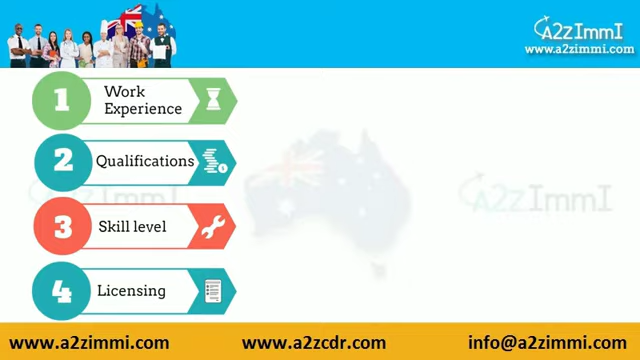 A2ZImmI
www.a2zimmi.com
1
Work
Experience
2
Qualifications
3
Skill level
4
Licensing
A2ZImmI
www.a2zimmi.com
www.a2zcdr.com
info@a2zimmi.com